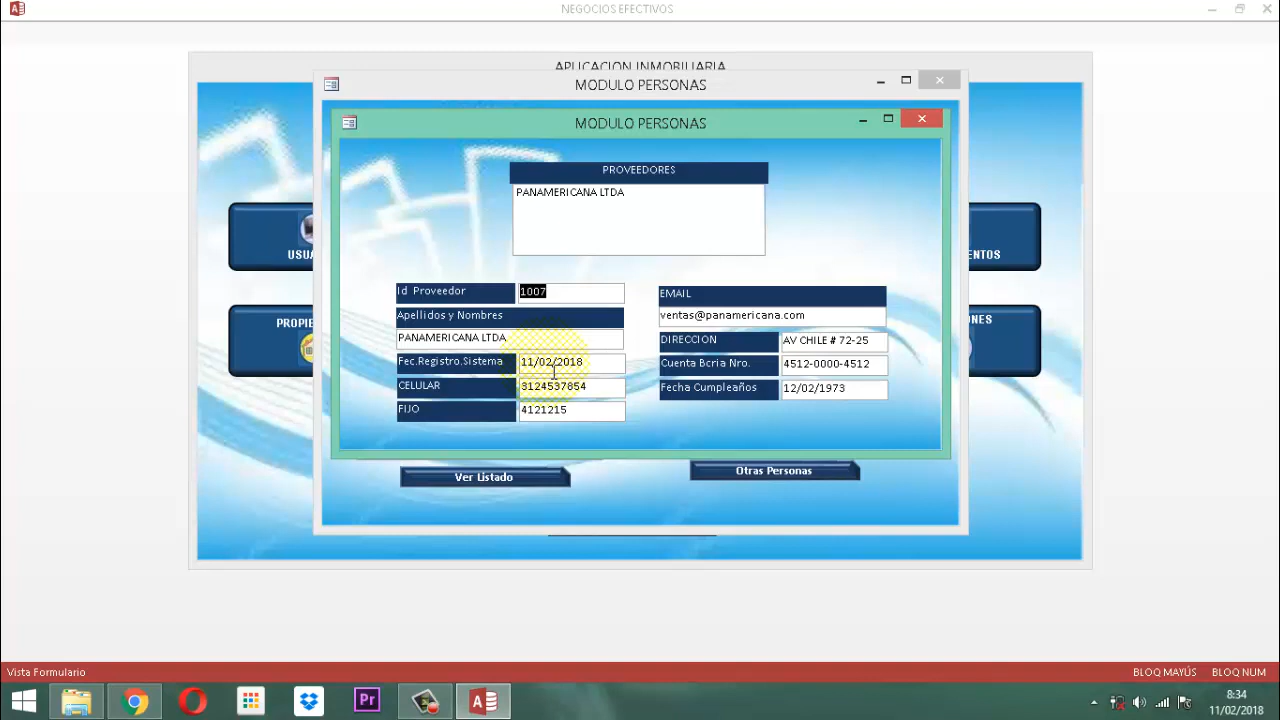 NEGOCIOS EFECTIVOS
APLICACION INMOBILIARIA
MODULO PERSONAS
MODULO PERSONAS
PROVEEDORES
PANAMERICANA LTDA
USUA
ENTOS
PROPIE
ONES
Id Proveedor 1007
Apellidos y Nombres
PANAMERICANA LTDA
Fec.Registro.Sistema 11/02/2018
CELULAR 3124537854
FIJO 4121215
EMAIL
ventas@panamericana.com
DIRECCION AV CHILE # 72-25
Cuenta Bcria Nro. 4512-0000-4512
Fecha Cumpleaños 12/02/1973
Ver Listado
Otras Personas
Vista Formulario
BLOQ MAYÚS BLOQ NUM
Pr
8:34
11/02/2018